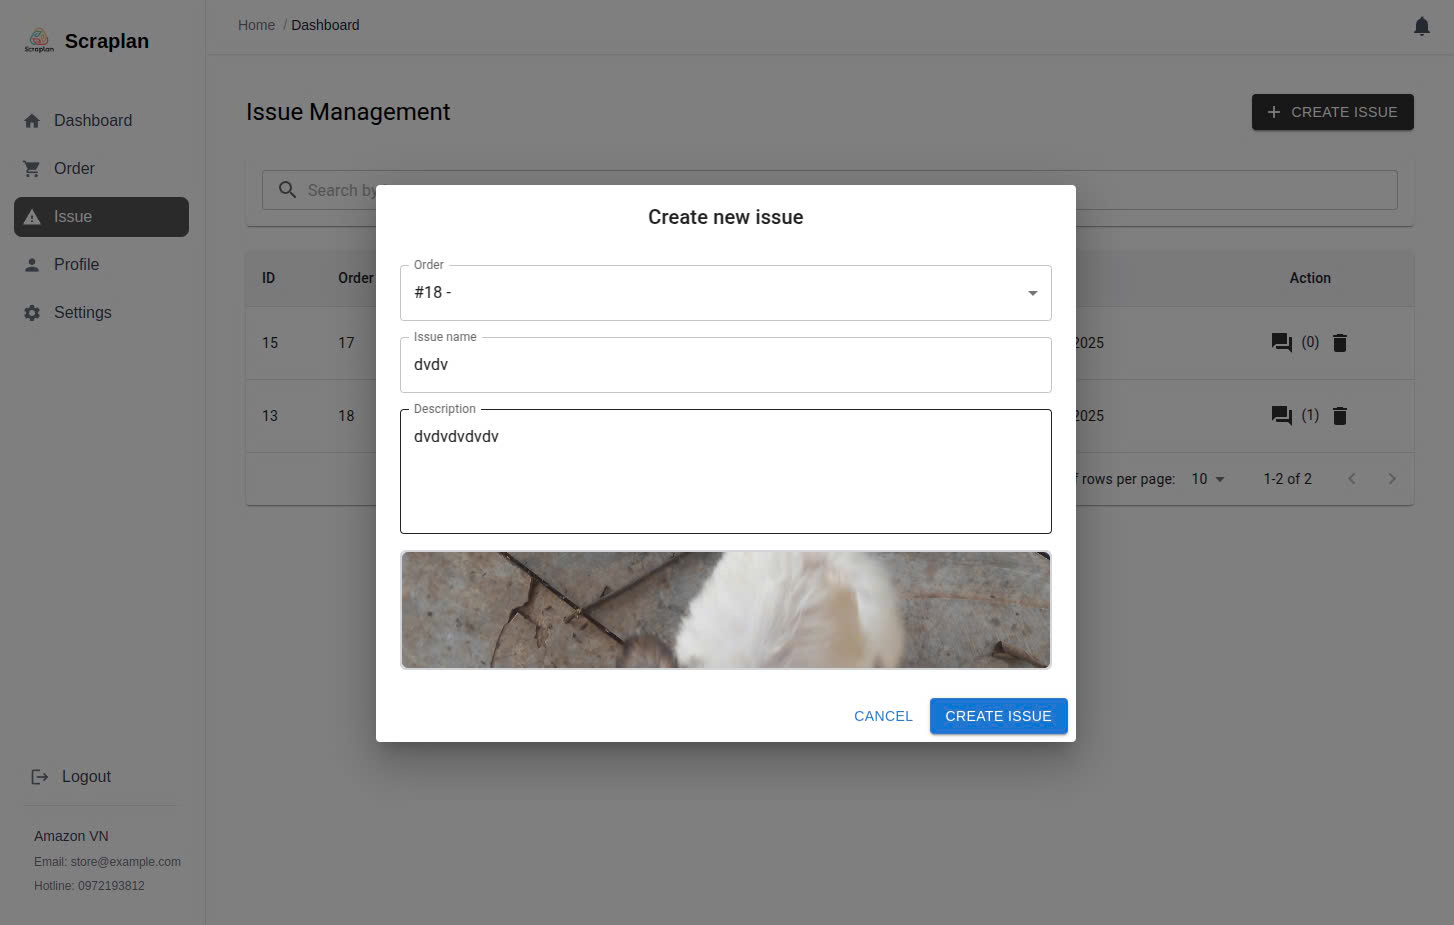 Scraplan
Scraplan
Home / Dashboard
Dashboard
Order
Issue
Profile
Settings
Issue Management
CREATE ISSUE
Search by
ID Order Action
15 17 2025 (0)
13 18 2025 (1)
rows per page: 10 1-2 of 2
Create new issue
Order
#18 -
Issue name
dvdv
Description
dvdvdvdvdv
CANCEL CREATE ISSUE
Logout
Amazon VN
Email: store@example.com
Hotline: 0972193812